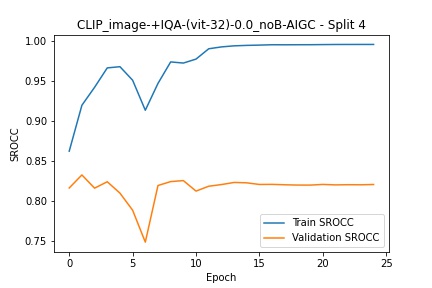 CLIP_image-+IQA-(vit-32)-0.0_noB-AIGC - Split 4
1.00
0.95
0.90
0.85
0.80
0.75
SROCC
Train SROCC
Validation SROCC
0
5
10
15
20
25
Epoch